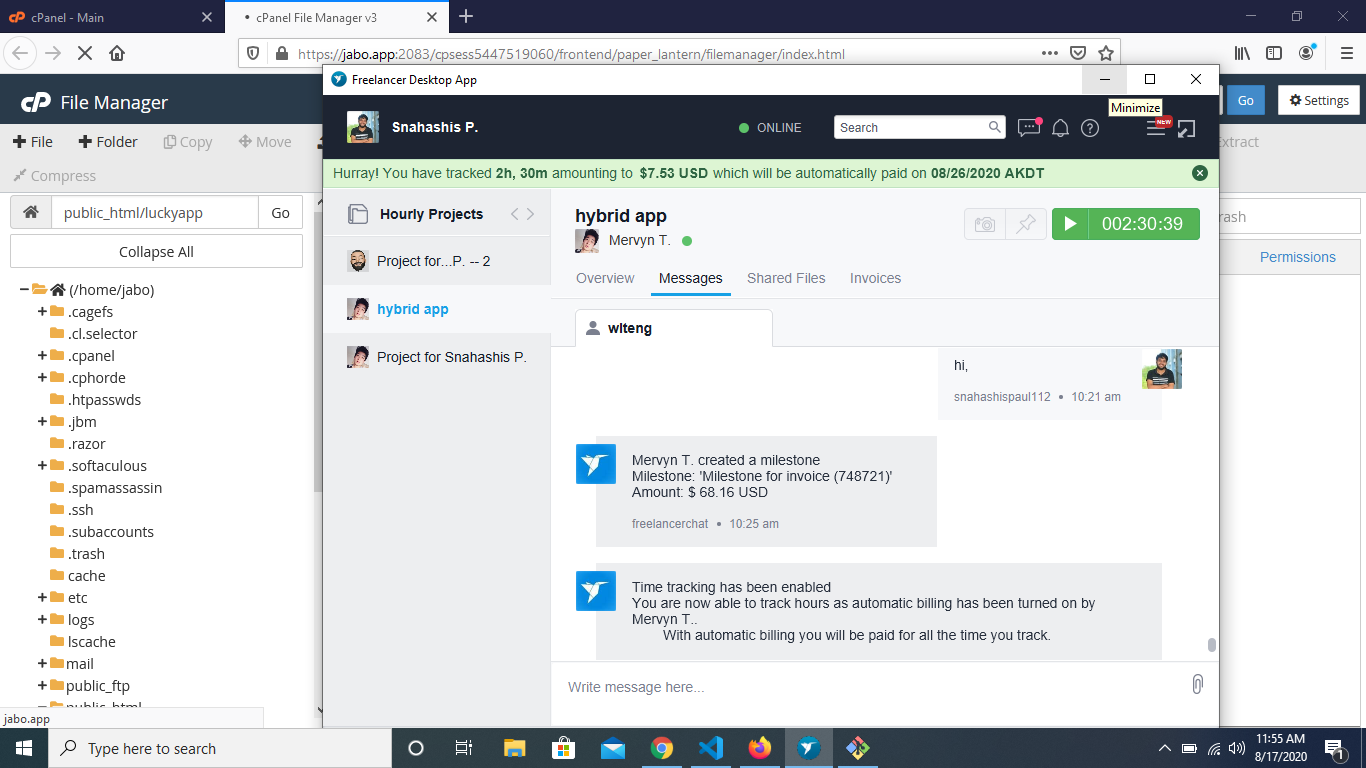 cPanel - Main
cPanel File Manager v3
https://jabo.app:2083/cpsess5447519060/frontend/paper_lantern/filemanager/index.html
Freelancer Desktop App
Minimize
cP File Manager
Go
Settings
File
Folder
Copy
Move
Extract
Compress
public_html/luckyapp
Go
Collapse All
(/home/jabo)
.cagefs
.cl.selector
.cpanel
.cphorde
.htpasswds
.jbm
.razor
.softaculous
.spamassassin
.ssh
.subaccounts
.trash
cache
etc
logs
lscache
mail
public_ftp
public_html
jabo.app
rash
Permissions
Snahashis P.
ONLINE
Search
NEW
Hurray! You have tracked 2h, 30m amounting to $7.53 USD which will be automatically paid on 08/26/2020 AKDT
Hourly Projects
Project for...P. -- 2
hybrid app
Project for Snahashis P.
hybrid app
Mervyn T.
002:30:39
Overview
Messages
Shared Files
Invoices
wlteng
hi,
snahashispaul112 • 10:21 am
Mervyn T. created a milestone
Milestone: 'Milestone for invoice (748721)'
Amount: $ 68.16 USD
freelancerchat • 10:25 am
Time tracking has been enabled
You are now able to track hours as automatic billing has been turned on by
Mervyn T..
With automatic billing you will be paid for all the time you track.
Write message here...
Type here to search
11:55 AM
8/17/2020
1